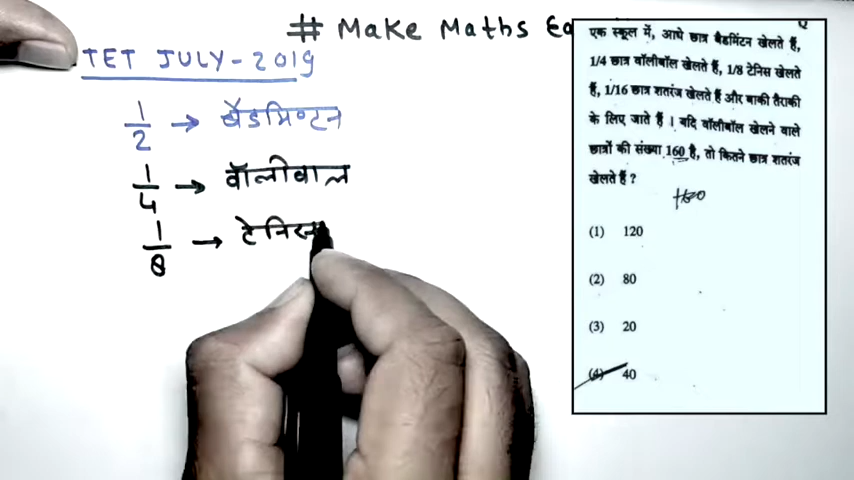 # Make Maths Ea
TET JULY-2019
1/2 → बैडमिण्टन
1/4 → वॉलीवाल
1/8 → टेनिस
एक स्कूल में, आधे छात्र बैडमिंटन खेलते हैं,
1/4 छात्र वॉलीबॉल खेलते हैं, 1/8 टेनिस खेलते
हैं, 1/16 छात्र शतरंज खेलते हैं और बाकी तैराकी
के लिए जाते हैं । यदि वॉलीबॉल खेलने वाले
छात्रों की संख्या 160 है, तो कितने छात्र शतरंज
खेलते हैं ?
(1) 120
(2) 80
(3) 20
(4) 40